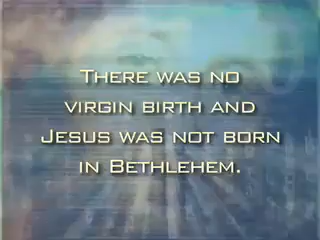 There was no
virgin birth and
Jesus was not born
in Bethlehem.